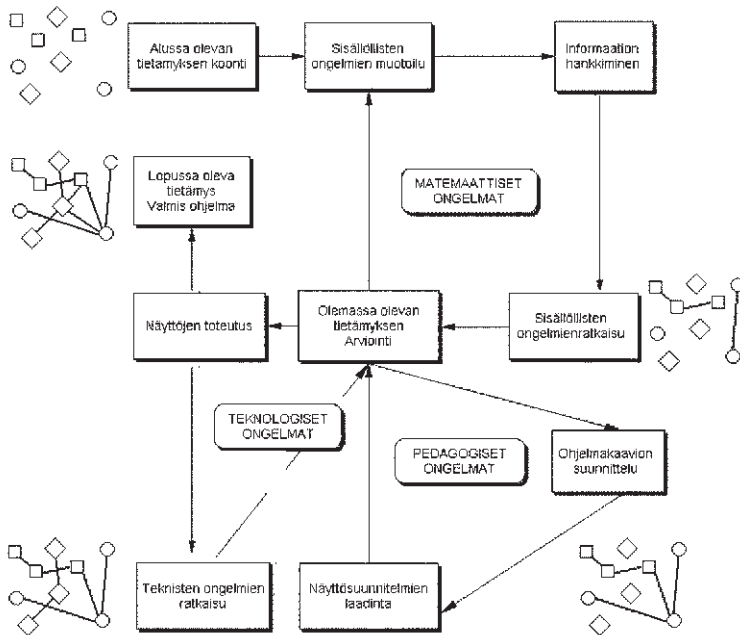 Alussa olevan
tietämyksen koonti
Sisällöllisten
ongelmien muotoilu
Informaation
hankkiminen
Lopussa oleva
tietämys
Valmis ohjelma
MATEMAATTISET
ONGELMAT
Näyttöjen toteutus
Olemassa olevan
tietämyksen
Arviointi
Sisällöllisten
ongelmienratkaisu
TEKNOLOGISET
ONGELMAT
PEDAGOGISET
ONGELMAT
Ohjelmakaavion
suunnittelu
Teknisten ongelmien
ratkaisu
Näyttösuunnitelmien
laadinta